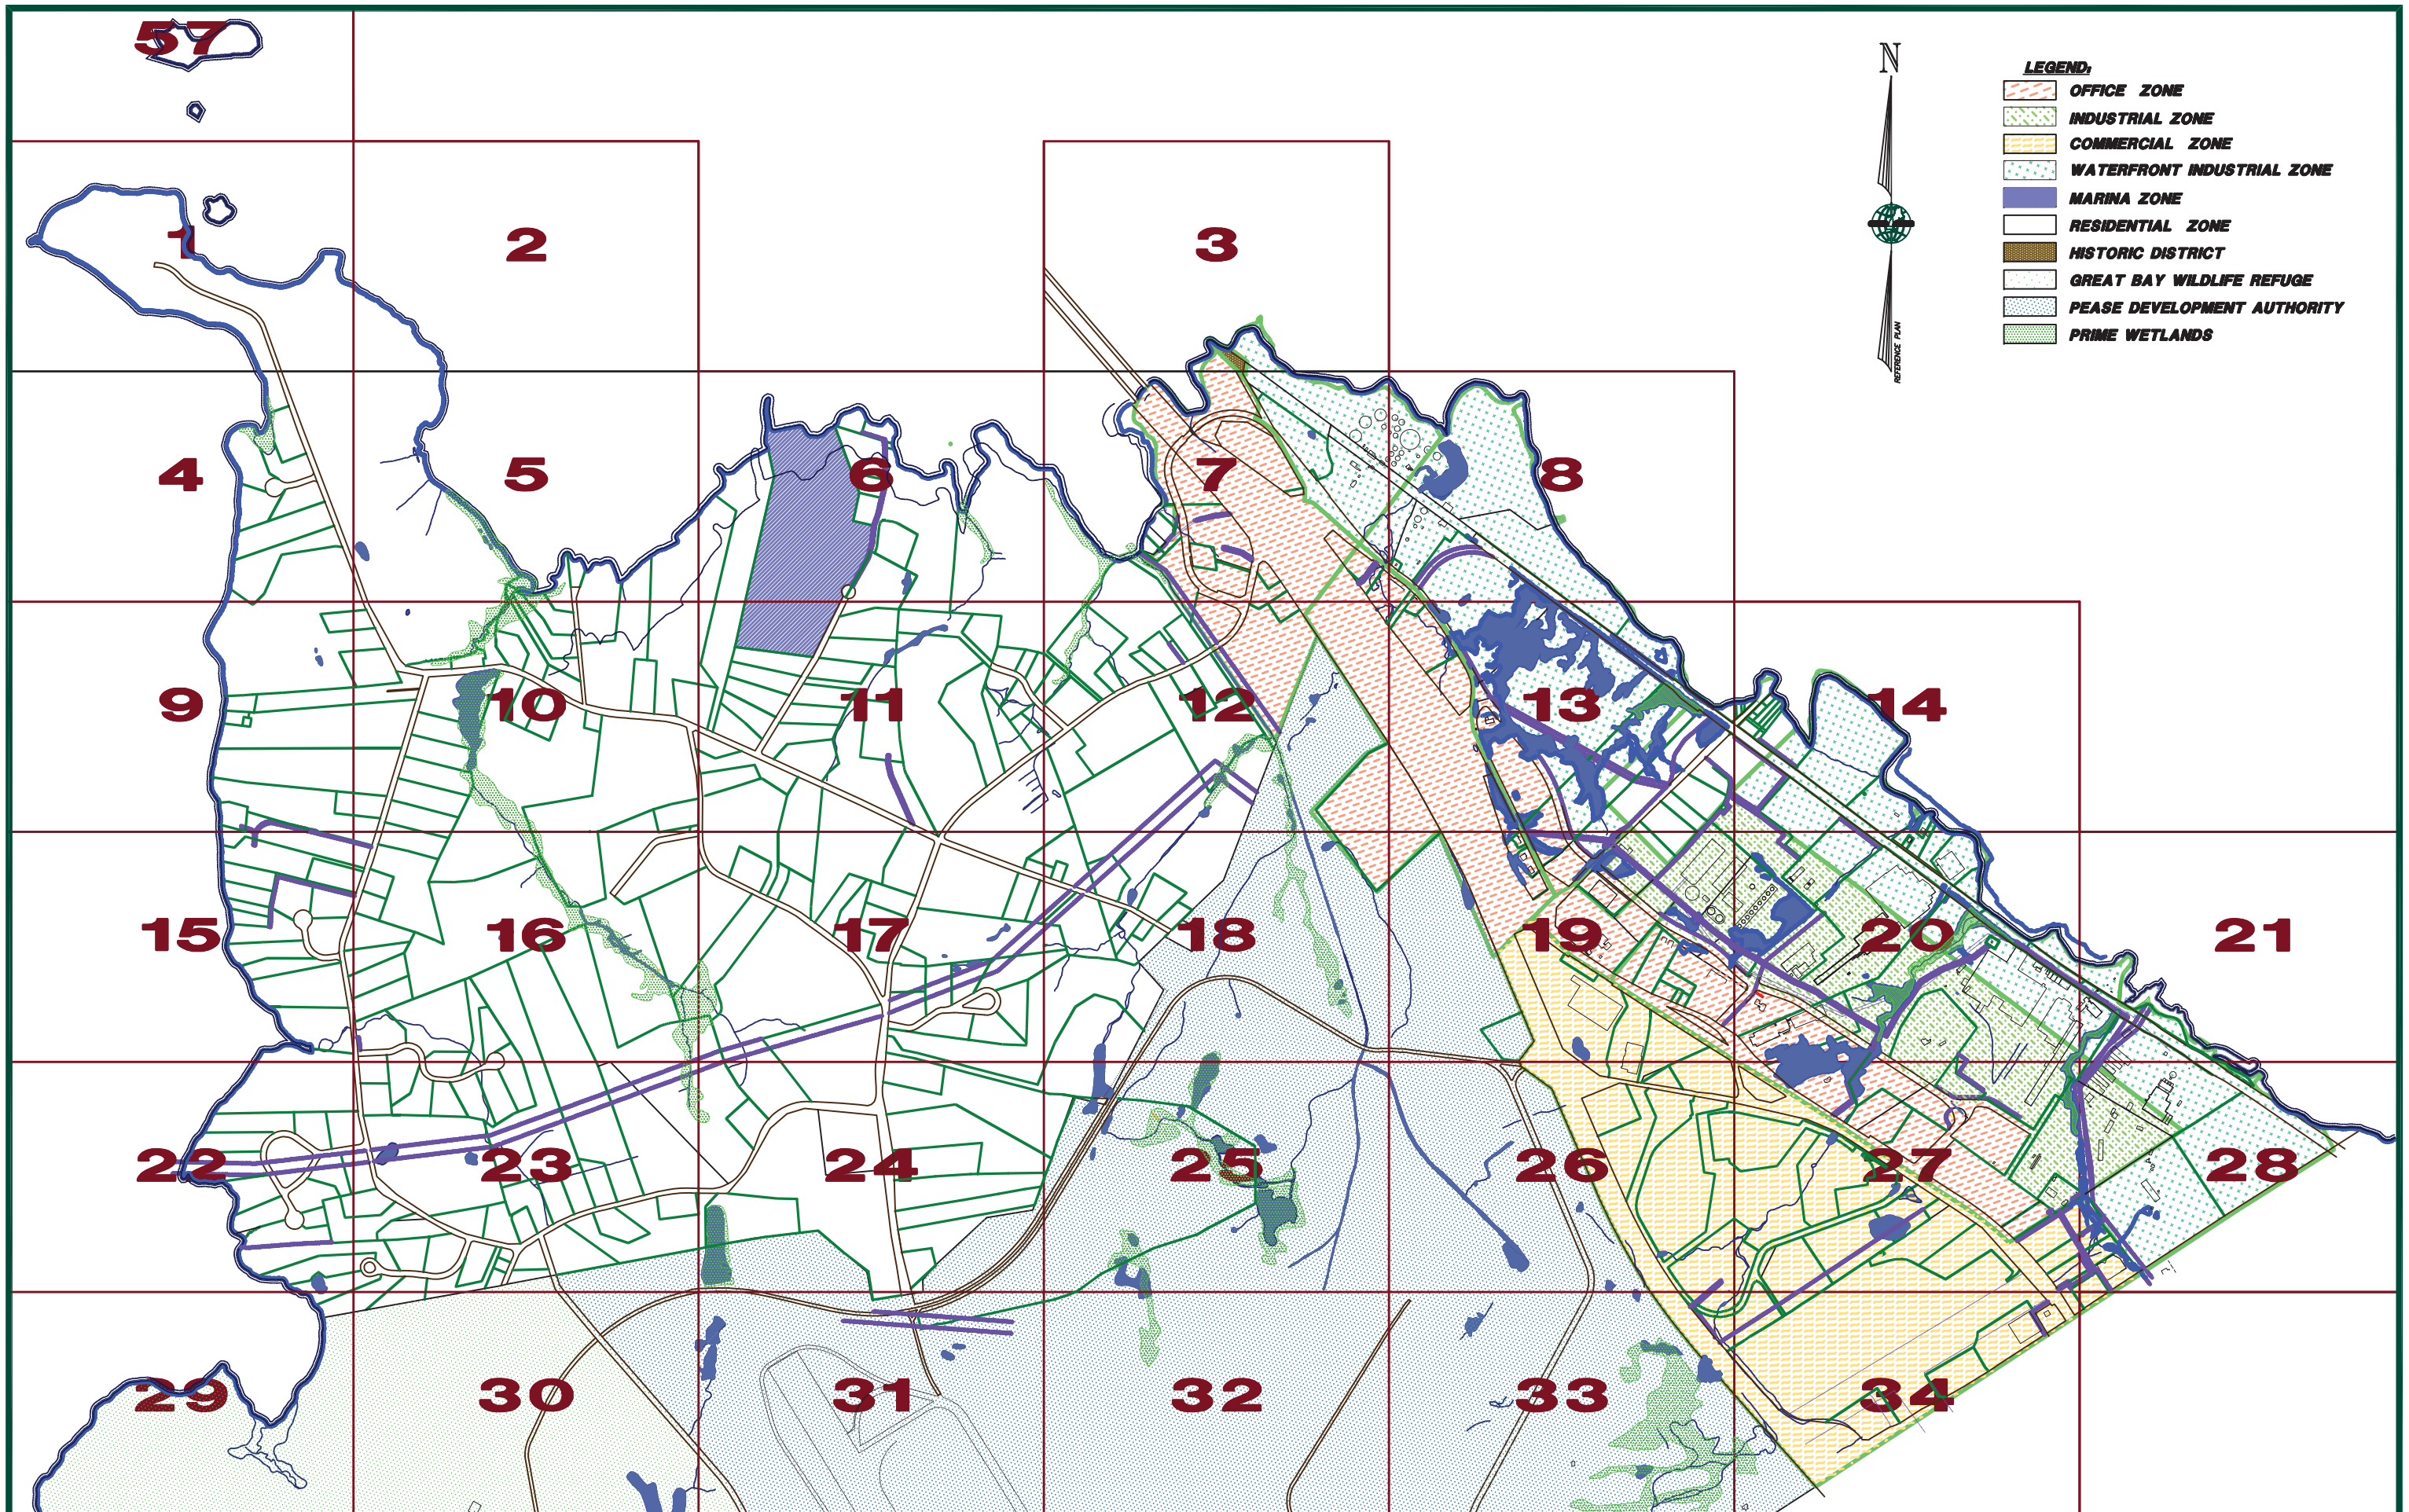 57
N
LEGEND:
OFFICE ZONE
INDUSTRIAL ZONE
COMMERCIAL ZONE
WATERFRONT INDUSTRIAL ZONE
MARINA ZONE
RESIDENTIAL ZONE
HISTORIC DISTRICT
GREAT BAY WILDLIFE REFUGE
PEASE DEVELOPMENT AUTHORITY
PRIME WETLANDS
REFERENCE PLAN
1
2
3
4
5
6
7
8
9
10
11
12
13
14
15
16
17
18
19
20
21
22
23
24
25
26
27
28
29
30
31
32
33
34